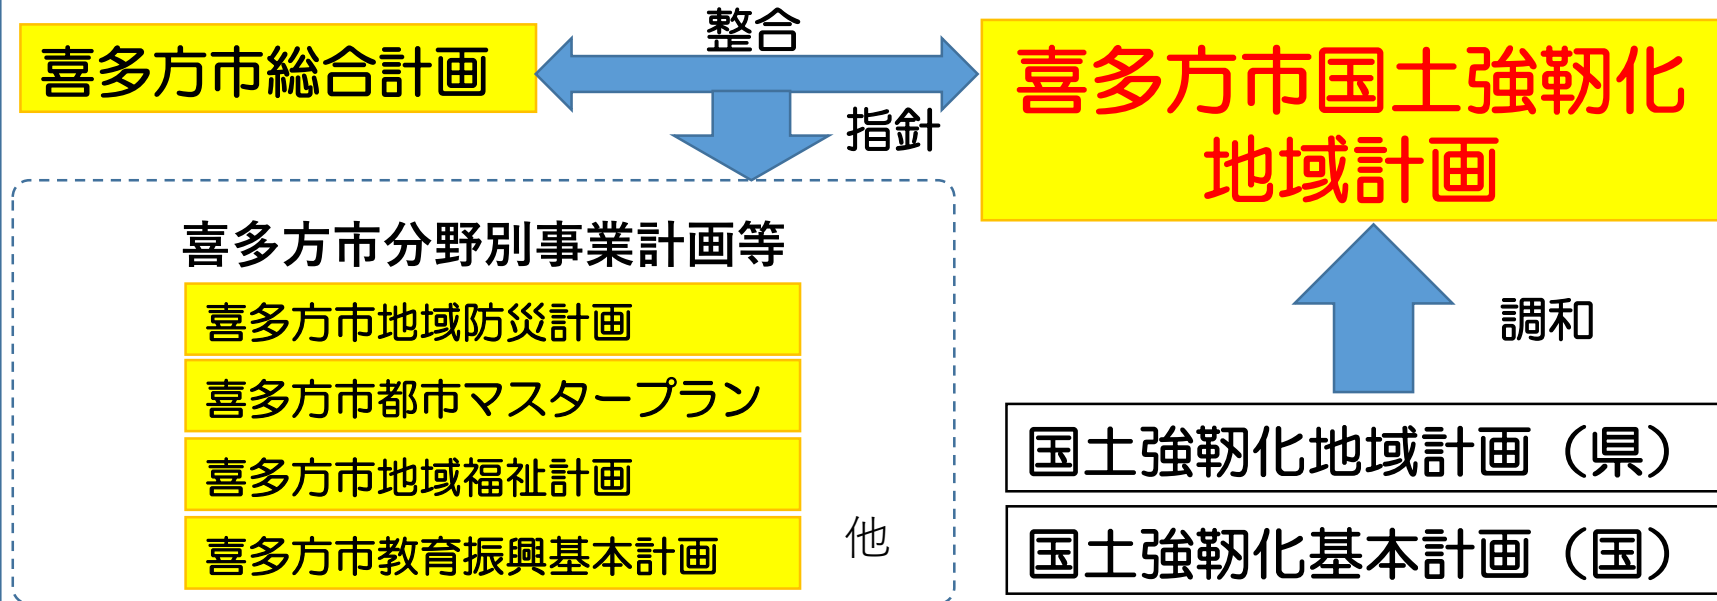 喜多方市総合計画
整合
喜多方市国土強靭化
地域計画
指針
喜多方市分野別事業計画等
喜多方市地域防災計画
喜多方市都市マスタープラン
喜多方市地域福祉計画
喜多方市教育振興基本計画
他
調和
国土強靭化地域計画（県）
国土強靭化基本計画（国）